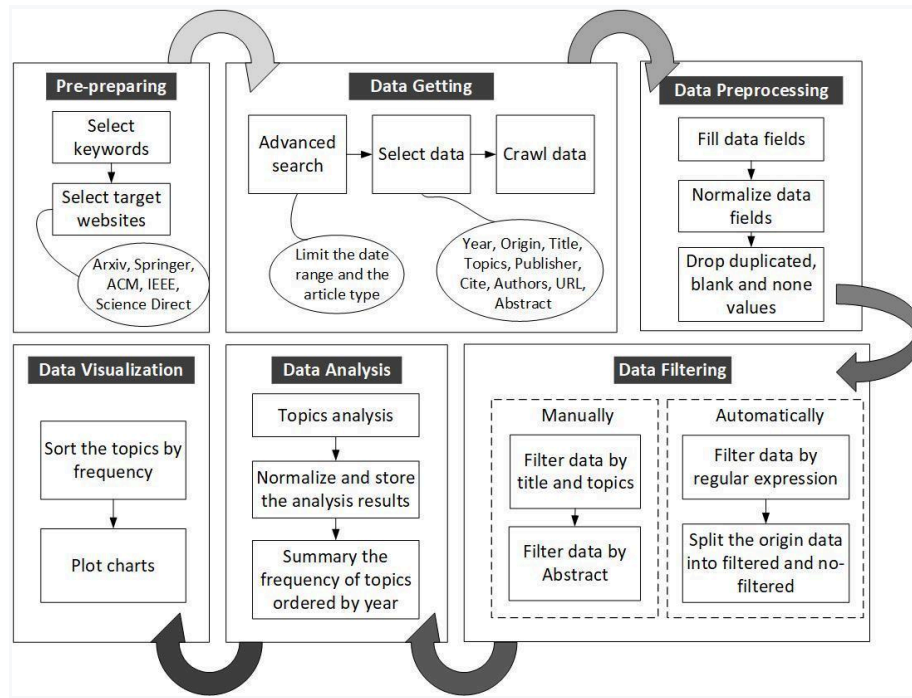 Pre-preparing
Select
keywords
Select target
websites
Arxiv, Springer,
ACM, IEEE,
Science Direct
Data Getting
Advanced
search
Select data
Crawl data
Limit the date
range and the
article type
Year, Origin, Title,
Topics, Publisher,
Cite, Authors, URL,
Abstract
Data Preprocessing
Fill data fields
Normalize data
fields
Drop duplicated,
blank and none
values
Data Filtering
Manually
Filter data by
title and topics
Filter data by
Abstract
Automatically
Filter data by
regular expression
Split the origin data
into filtered and no-
filtered
Data Analysis
Topics analysis
Normalize and store
the analysis results
Summary the
frequency of topics
ordered by year
Data Visualization
Sort the topics by
frequency
Plot charts